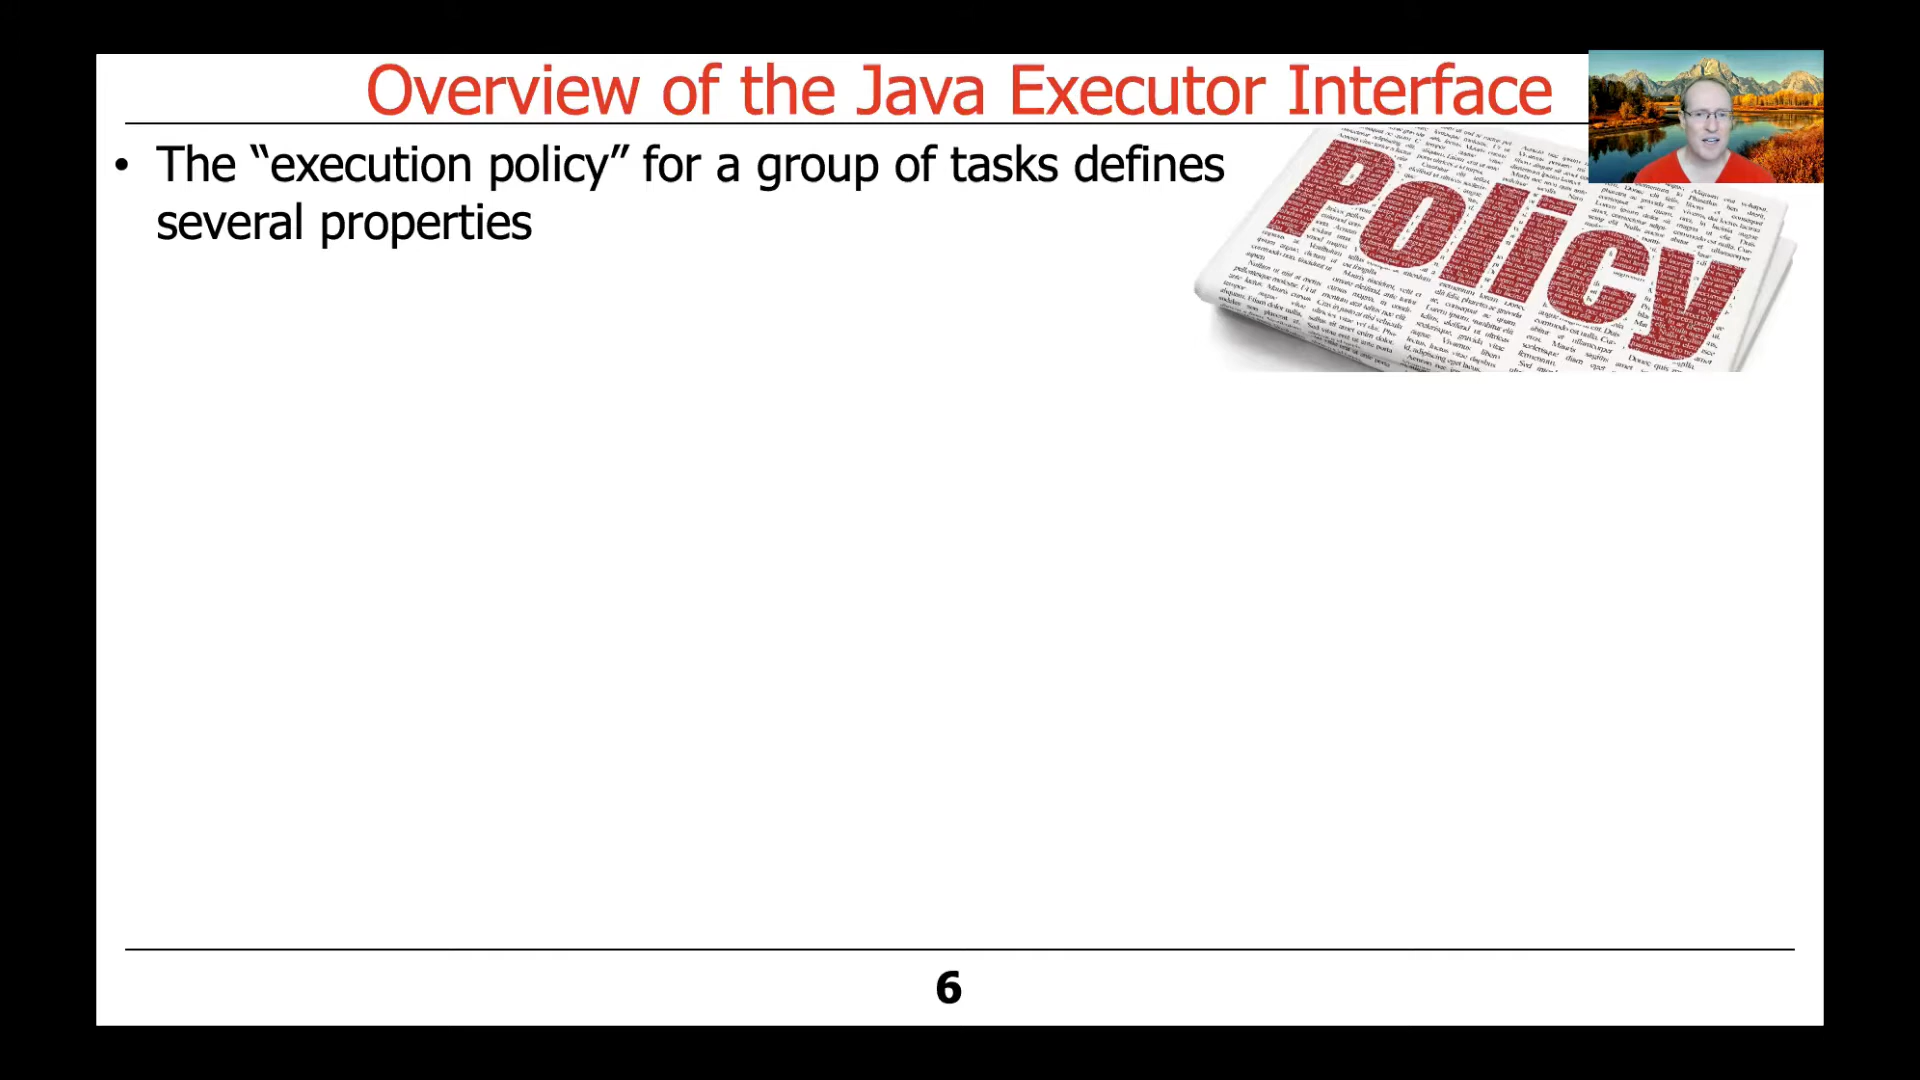 Overview of the Java Executor Interface
• The “execution policy” for a group of tasks defines
several properties
Policy
6